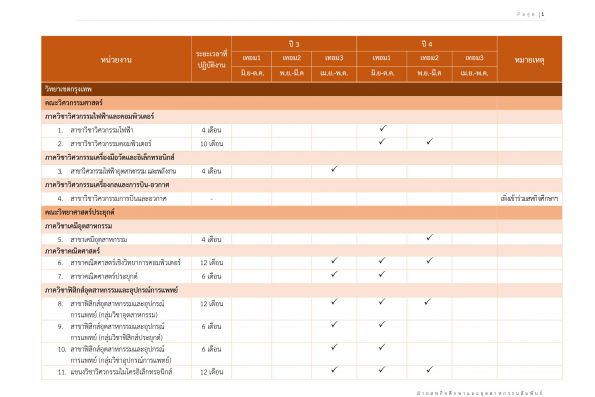 Page |1
หน่วยงาน ระยะเวลาที่ปฏิบัติงาน ปี 3 ปี 4 หมายเหตุ
เทอม1 เทอม2 เทอม3 เทอม1 เทอม2 เทอม3
มิ.ย-ต.ค. พ.ย.-มี.ค เม.ย.-พ.ค. มิ.ย-ต.ค. พ.ย.-มี.ค เม.ย.-พ.ค.
วิทยาเขตกรุงเทพ
คณะวิศวกรรมศาสตร์
ภาควิชาวิศวกรรมไฟฟ้าและคอมพิวเตอร์
1. สาขาวิชาวิศวกรรมไฟฟ้า 4 เดือน ✓
2. สาขาวิชาวิศวกรรมคอมพิวเตอร์ 10 เดือน ✓ ✓
ภาควิชาวิศวกรรมเครื่องมือวัดและอิเล็กทรอนิกส์
3. สาขาวิชาวิศวกรรมไฟฟ้าอุตสาหกรรม และพลังงาน 4 เดือน ✓
ภาควิชาวิศวกรรมเครื่องกลและการบิน-อวกาศ
4. สาขาวิชาวิศวกรรมการบินและอวกาศ - เพิ่งเข้าร่วมสหกิจศึกษาฯ
คณะวิทยาศาสตร์ประยุกต์
ภาควิชาเคมีอุตสาหกรรม
5. สาขาเคมีอุตสาหกรรม 4 เดือน ✓
ภาควิชาคณิตศาสตร์
6. สาขาคณิตศาสตร์เชิงวิทยาการคอมพิวเตอร์ 12 เดือน ✓ ✓ ✓
7. สาขาคณิตศาสตร์ประยุกต์ 6 เดือน ✓ ✓
ภาควิชาฟิสิกส์อุตสาหกรรมและอุปกรณ์การแพทย์
8. สาขาฟิสิกส์อุตสาหกรรมและอุปกรณ์ 12 เดือน ✓ ✓ ✓
การแพทย์ (กลุ่มวิชาอุตสาหกรรม)
9. สาขาฟิสิกส์อุตสาหกรรมและอุปกรณ์ 6 เดือน ✓ ✓
การแพทย์ (กลุ่มวิชาฟิสิกส์ประยุกต์)
10. สาขาฟิสิกส์อุตสาหกรรมและอุปกรณ์ 6 เดือน ✓ ✓
การแพทย์ (กลุ่มวิชาอุปกรณ์การแพทย์)
11. แขนงวิชาวิศวกรรมไมโครอิเล็กทรอนิกส์ 12 เดือน ✓ ✓ ✓
ฝ่ายสหกิจศึกษาและอุตสาหกรรมสัมพันธ์